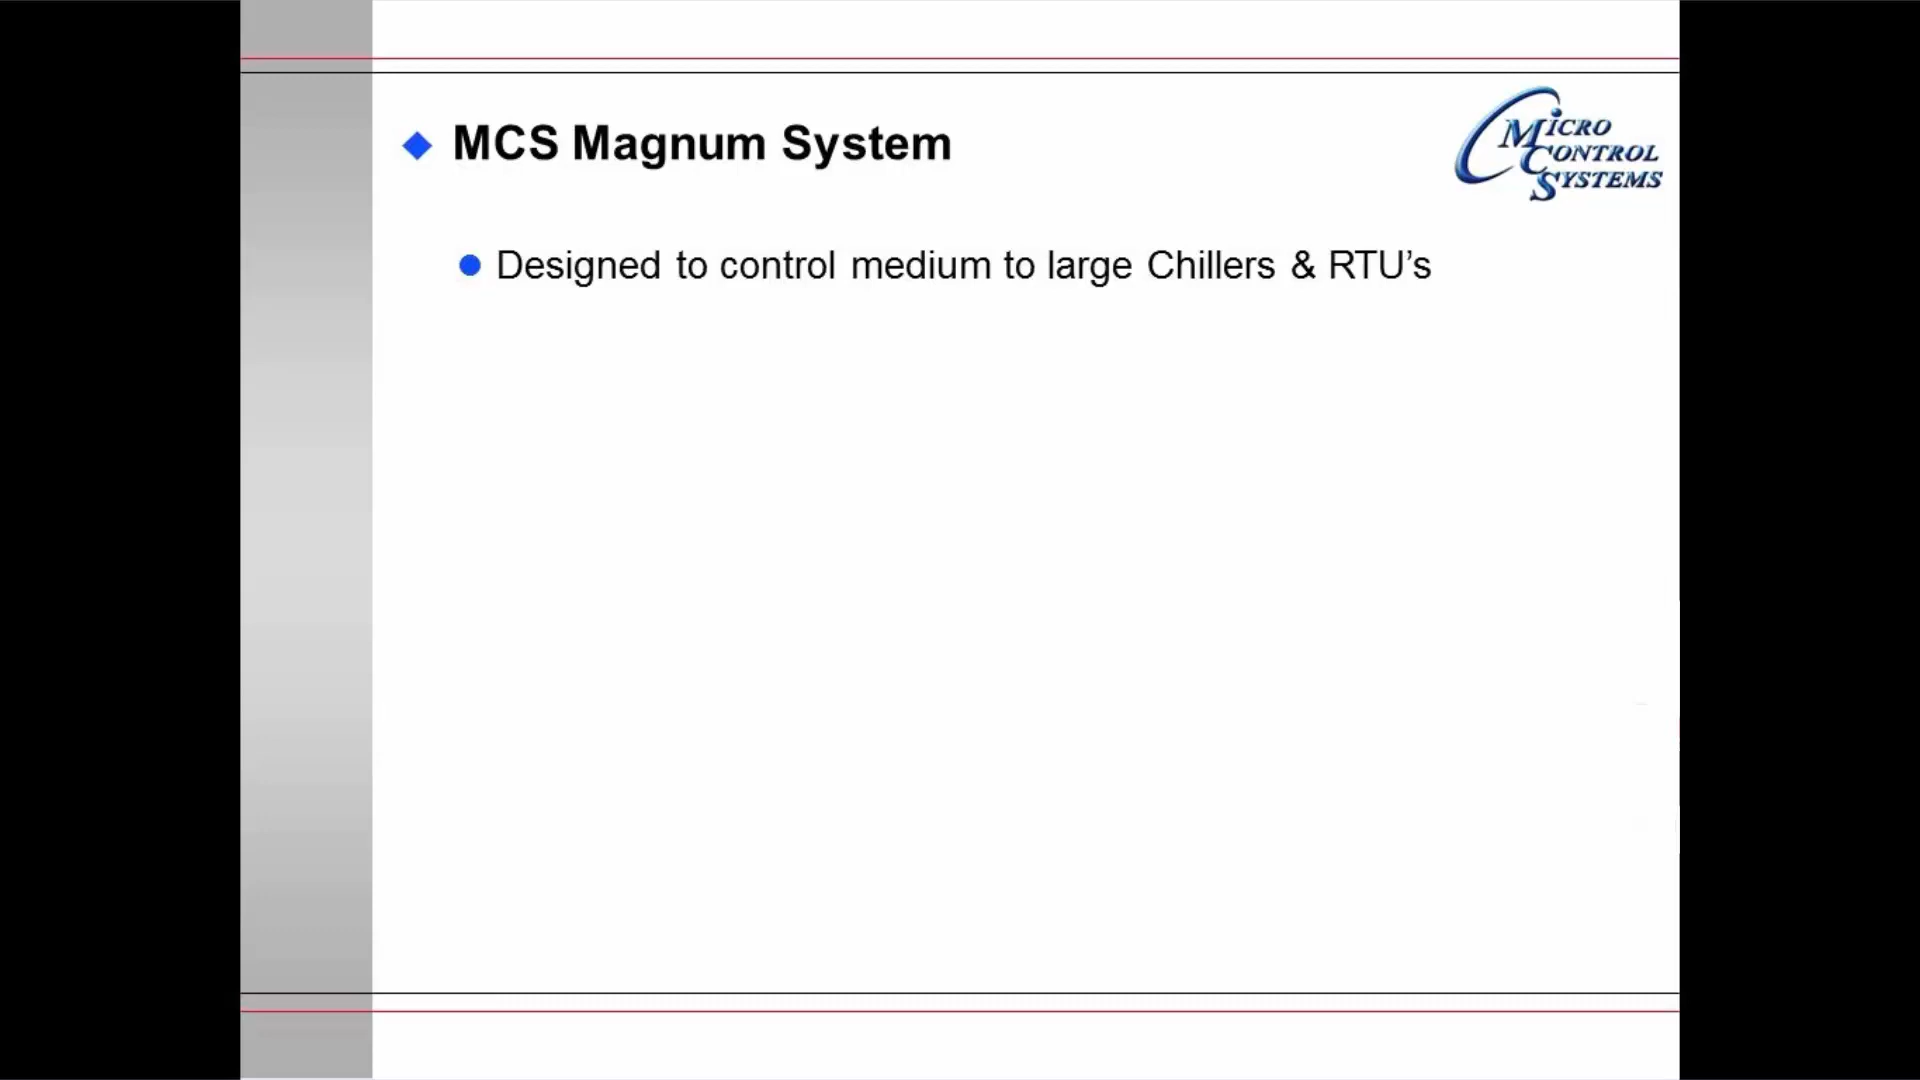 MCS Magnum System
MICRO
CONTROL
SYSTEMS
Designed to control medium to large Chillers & RTU’s